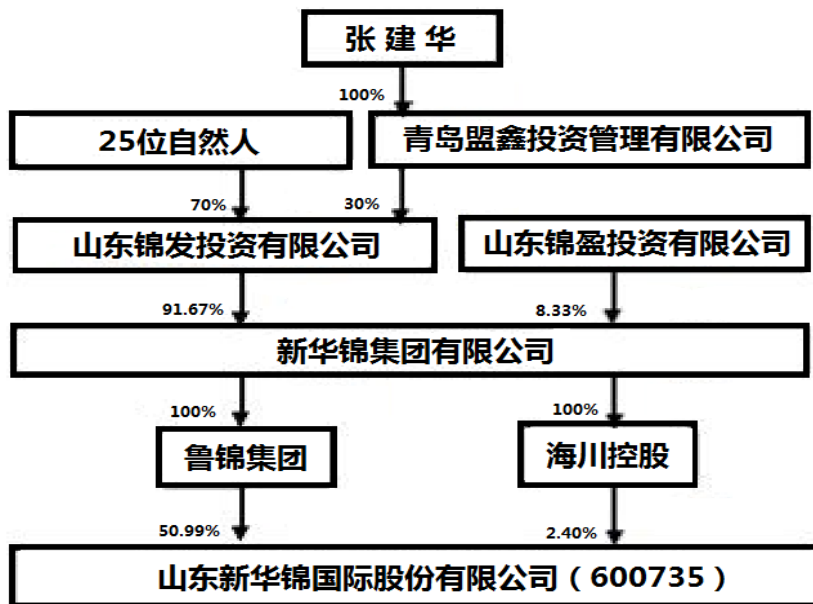 张建华
100%
25位自然人
青岛盟鑫投资管理有限公司
70%
30%
山东锦发投资有限公司
山东锦盈投资有限公司
91.67%
8.33%
新华锦集团有限公司
100%
100%
鲁锦集团
海川控股
50.99%
2.40%
山东新华锦国际股份有限公司（600735）